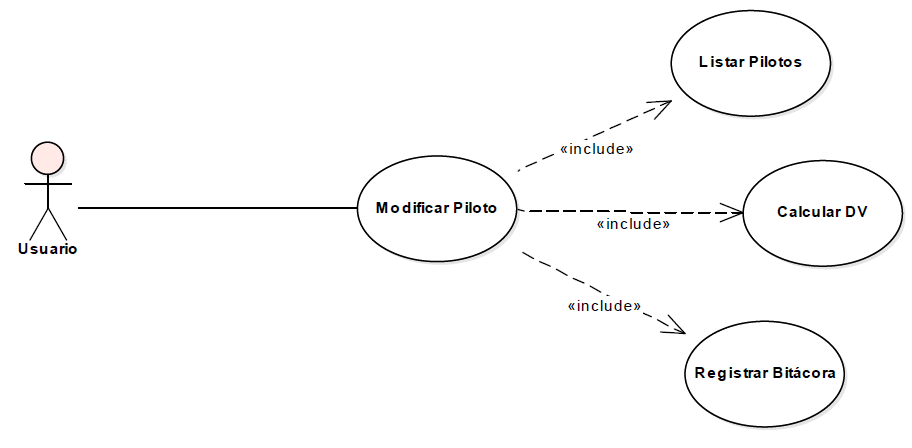 Listar Pilotos
«include»
Usuario
Modificar Piloto
«include»
Calcular DV
«include»
Registrar Bitácora